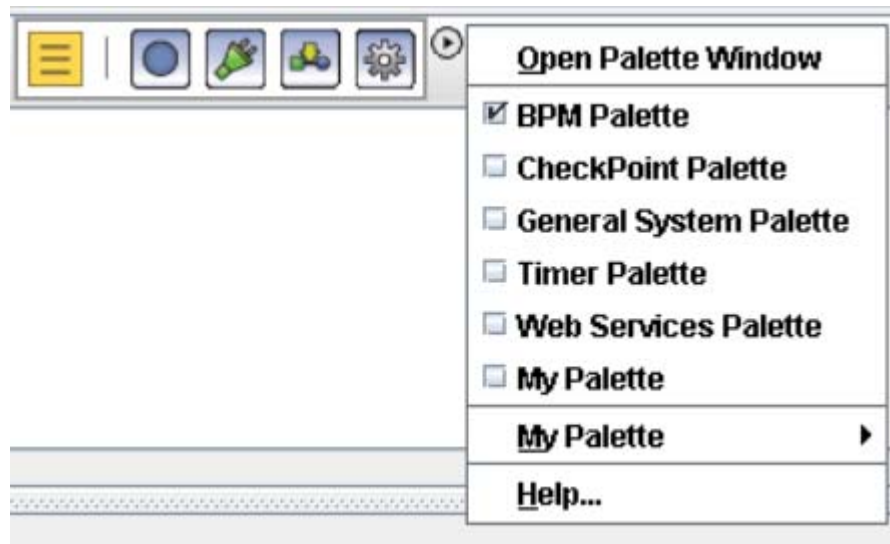 Open Palette Window
BPM Palette
CheckPoint Palette
General System Palette
Timer Palette
Web Services Palette
My Palette
My Palette
Help...